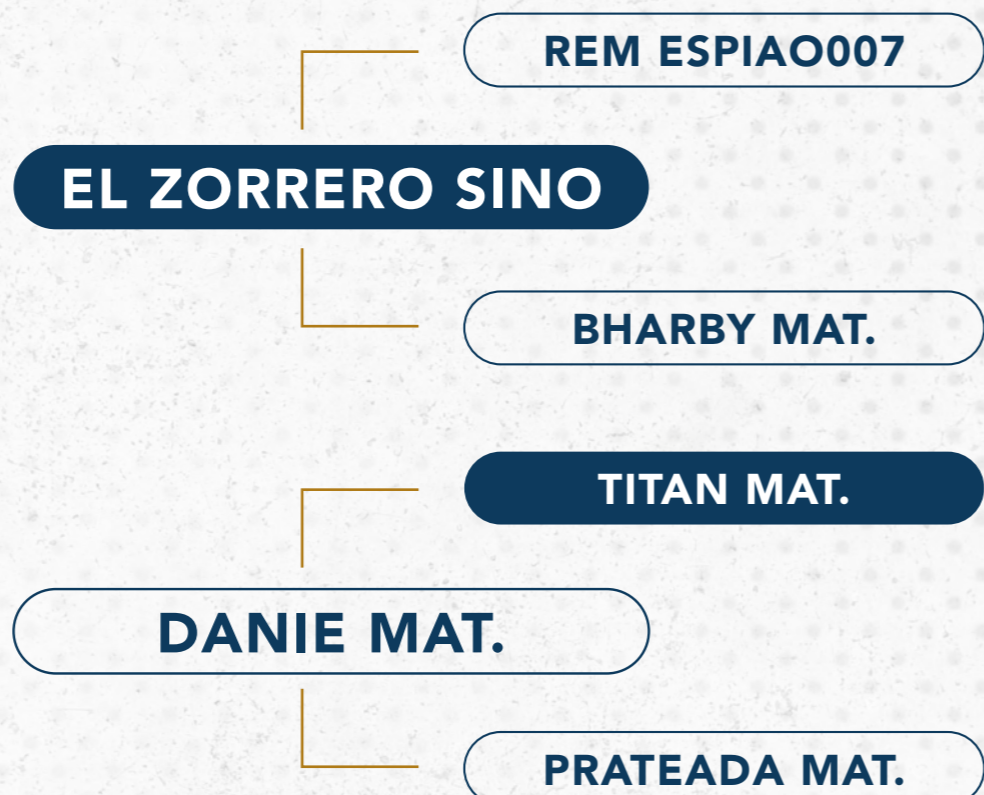 REM ESPIAO007
EL ZORRERO SINO
BHARBY MAT.
TITAN MAT.
DANIE MAT.
PRATEADA MAT.